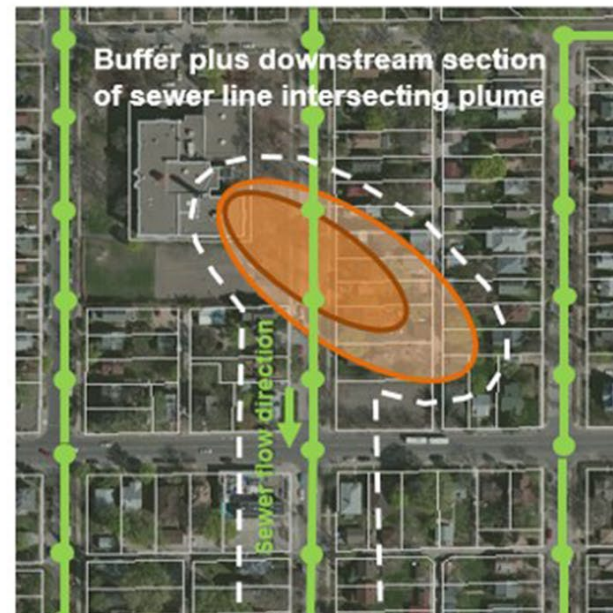 Buffer plus downstream section
of sewer line intersecting plume
Sewer flow direction